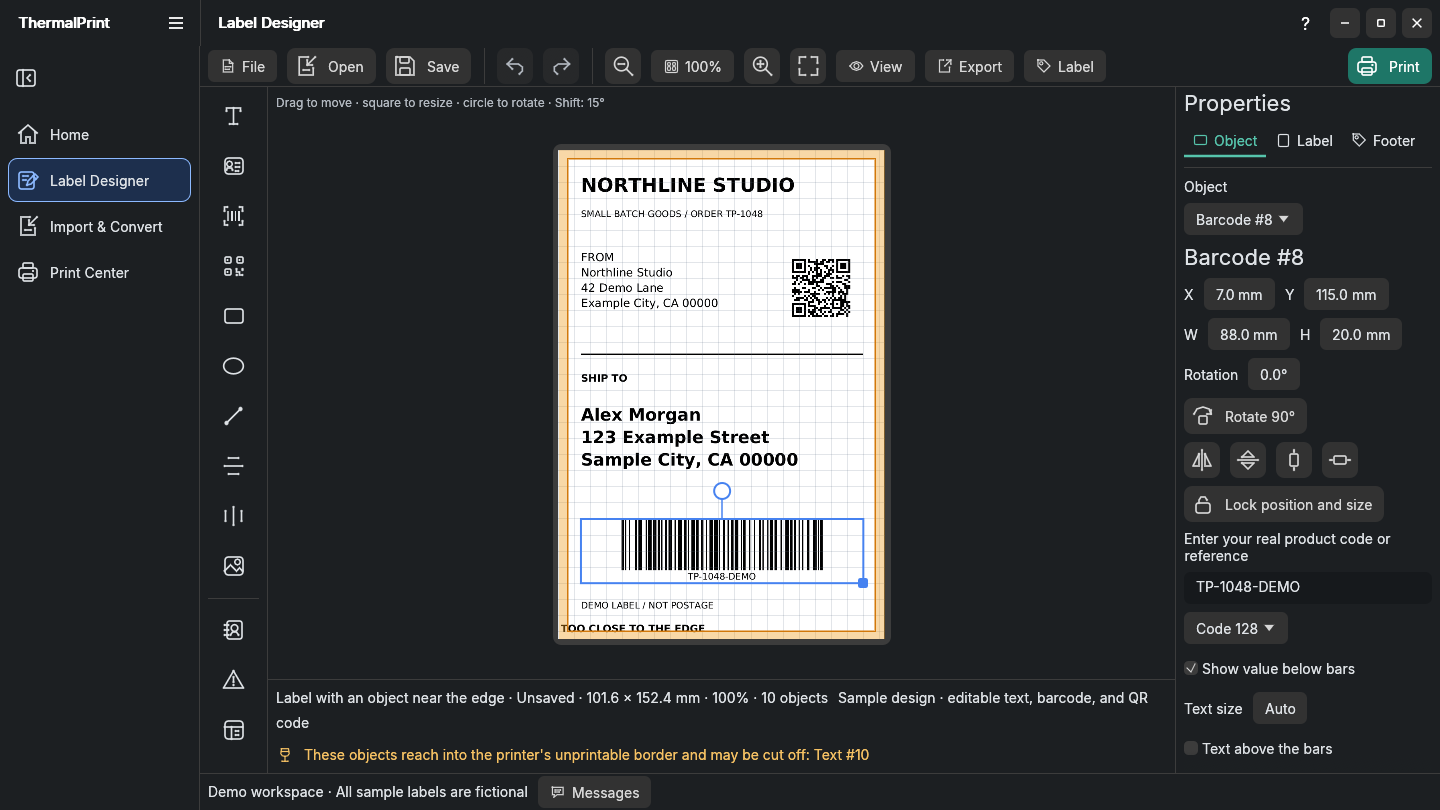 ThermalPrint
Label Designer
?
File
Open
Save
100%
View
Export
Label
Print
Home
Label Designer
Import & Convert
Print Center
Drag to move · square to resize · circle to rotate · Shift: 15°
NORTHLINE STUDIO
SMALL BATCH GOODS / ORDER TP-1048
FROM
Northline Studio
42 Demo Lane
Example City, CA 00000
SHIP TO
Alex Morgan
123 Example Street
Sample City, CA 00000
TP-1048-DEMO
DEMO LABEL / NOT POSTAGE
TOO CLOSE TO THE EDGE
Label with an object near the edge · Unsaved · 101.6 × 152.4 mm · 100% · 10 objects Sample design · editable text, barcode, and QR
code
These objects reach into the printer's unprintable border and may be cut off: Text #10
Demo workspace · All sample labels are fictional
Messages
Properties
Object
Label
Footer
Object
Barcode #8
Barcode #8
X 7.0 mm Y 115.0 mm
W 88.0 mm H 20.0 mm
Rotation 0.0°
Rotate 90°
Lock position and size
Enter your real product code or
reference
TP-1048-DEMO
Code 128
Show value below bars
Text size Auto
Text above the bars